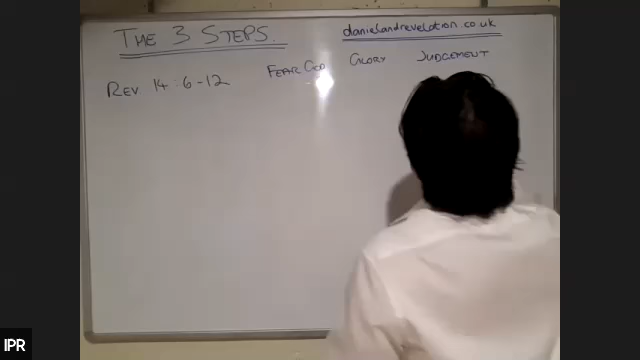 THE 3 STEPS.
danielandrevelation.co.uk
FEAR GOD GLORY JUDGEMENT
REV 14:6-12
IPR